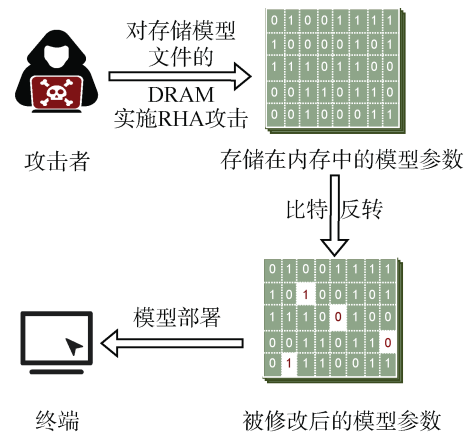 对存储模型
文件的
DRAM
实施RHA攻击
0 1 0 0 1 1 1 1
1 0 0 0 0 1 0 1
1 1 1 0 1 1 0 0
0 0 1 1 0 1 1 0
0 0 1 0 0 0 1 1
攻击者
存储在内存中的模型参数
比特 反转
0 1 0 0 1 1 1 1
1 0 1 0 0 1 0 1
1 1 1 0 0 1 0 0
0 0 1 1 0 1 1 0
0 1 1 1 0 0 1 1
模型部署
终端
被修改后的模型参数